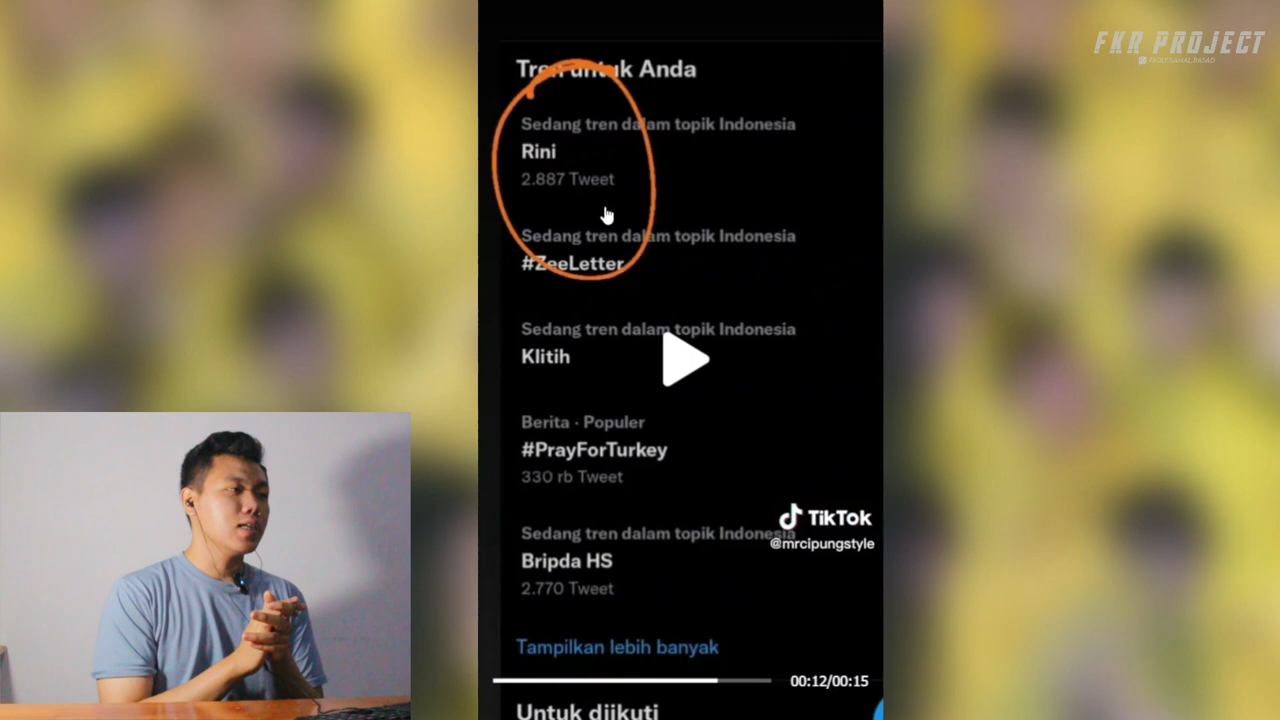 FKR PROJECT
Tren untuk Anda
Sedang tren dalam topik Indonesia
Rini
2.887 Tweet
Sedang tren dalam topik Indonesia
#ZeeLetter
Sedang tren dalam topik Indonesia
Klitih
Berita · Populer
#PrayForTurkey
330 rb Tweet
TikTok
Sedang tren dalam topik Indonesia
@mrcipungstyle
Bripda HS
2.770 Tweet
Tampilkan lebih banyak
00:12/00:15
Untuk diikuti